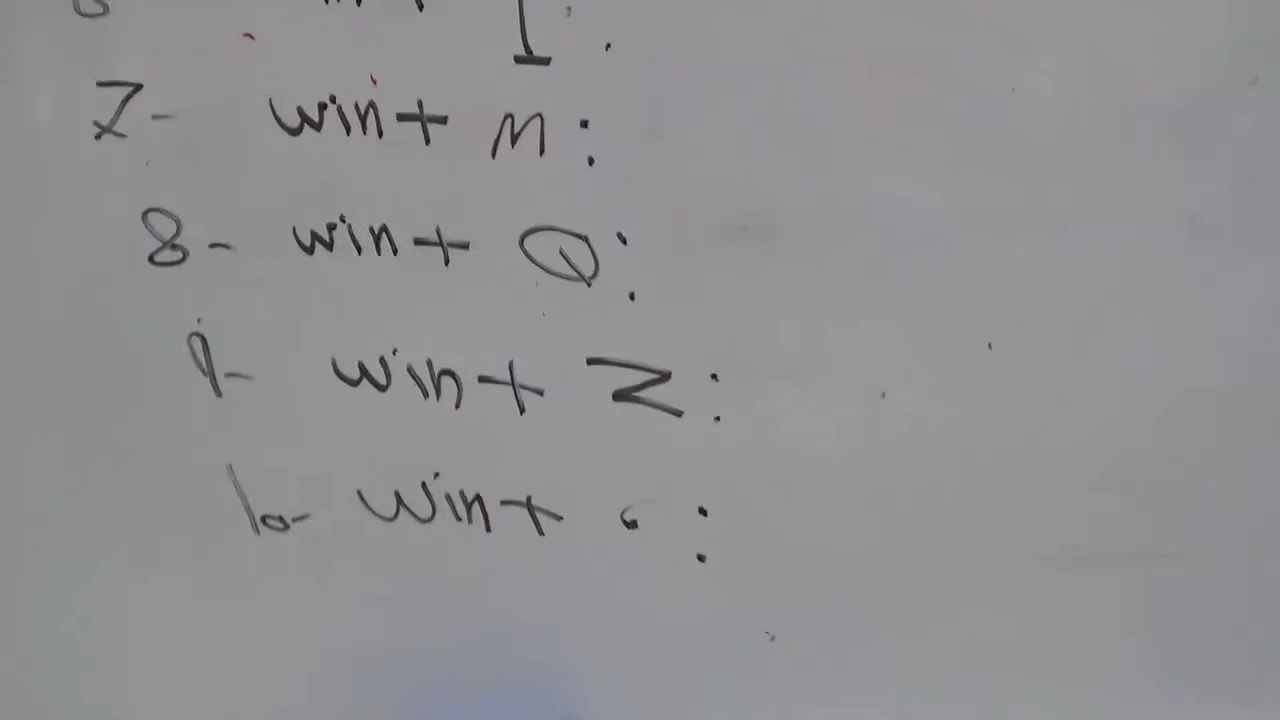 I:
7- win+ M:
8- win+ Q:
9- win+ Z:
10- win+ :